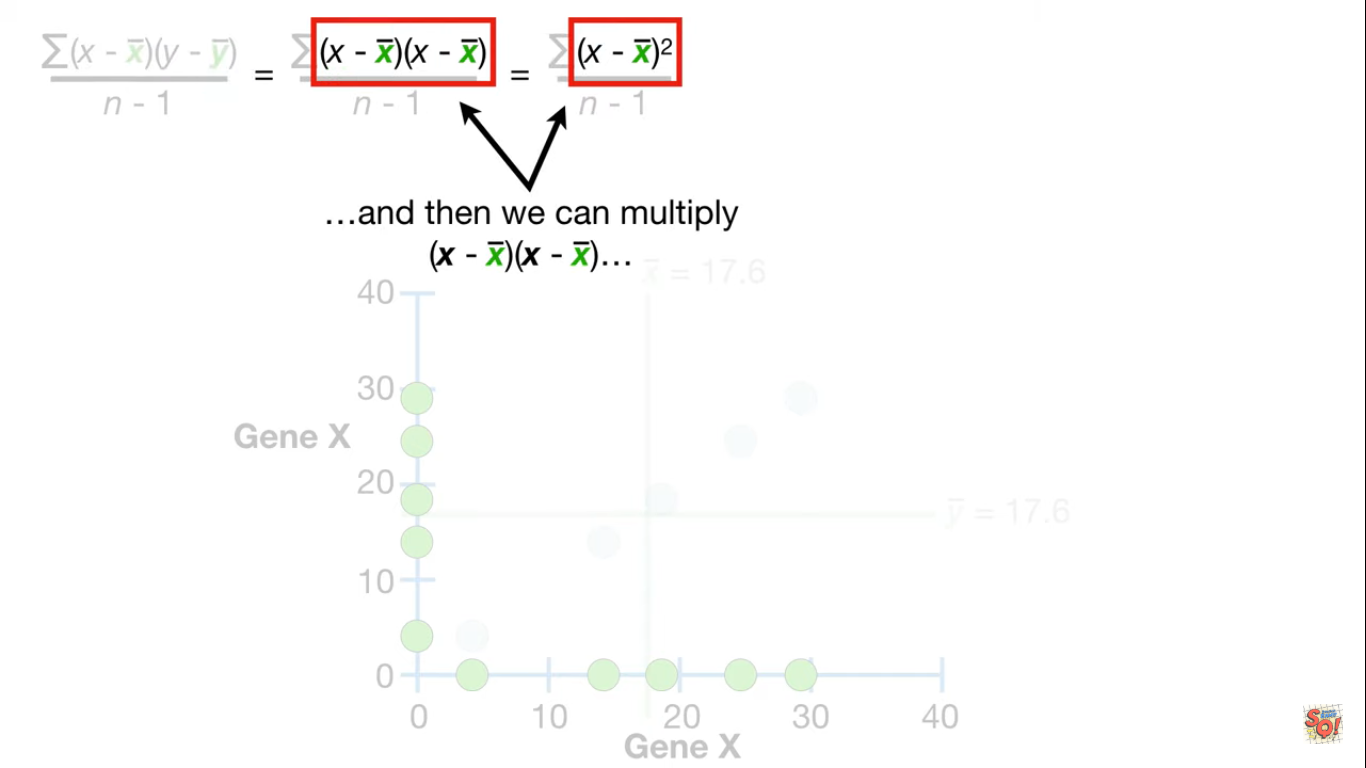 ∑(x - x̄)(y - ȳ) / n - 1 = ∑(x - x̄)(x - x̄) / n - 1 = ∑(x - x̄)² / n - 1
…and then we can multiply
(x - x̄)(x - x̄)…
x̄ = 17.6
40
30
Gene X
20
ȳ = 17.6
10
0
0 10 20 30 40
Gene X
SQ!